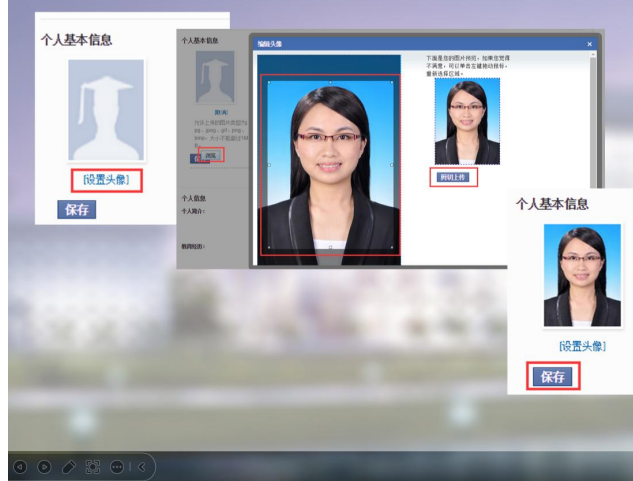 个人基本信息
[设置头像]
保存
个人基本信息
[取消]
浏览
个人信息
个人简介：
编辑头像
×
下面是您的图片预览，如果您觉得
不满意，可以单击左键拖动鼠标，
重新选择区域。
剪切上传
个人基本信息
[设置头像]
保存